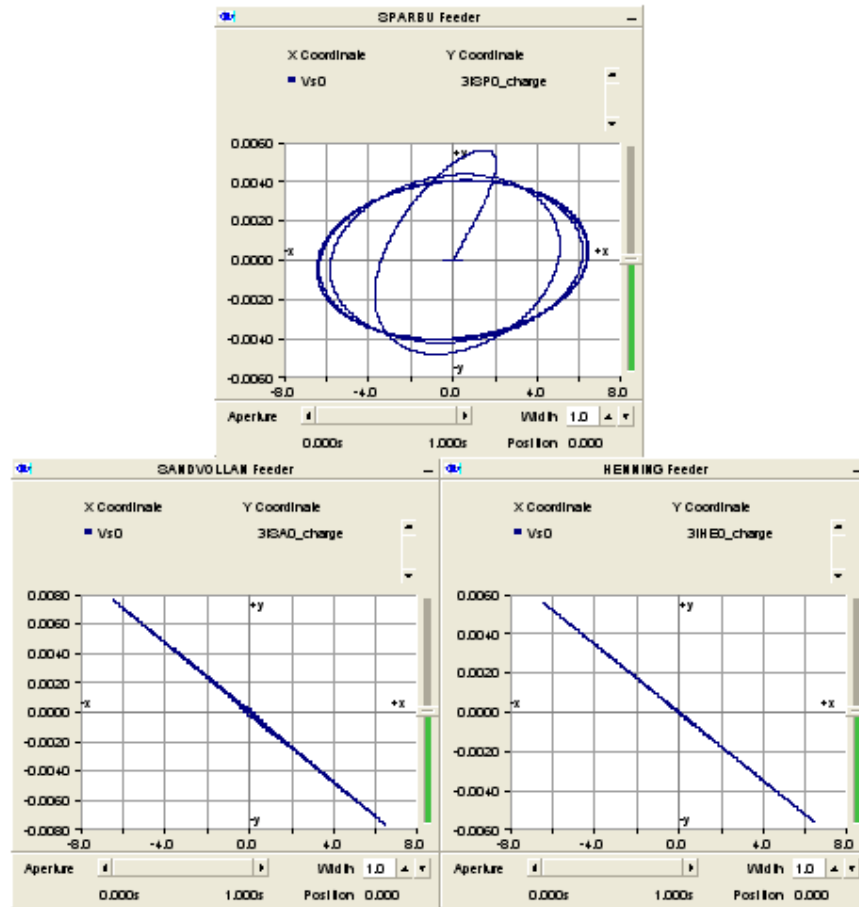 SPARBU Feeder
X Coordinate Y Coordinate
Vs0 3ISP0_charge
0.0060
0.0040
0.0020
0.0000
-0.0020
-0.0040
-0.0060
+y
-x +x
-y
-8.0 -4.0 0.0 4.0 8.0
Aperture Width 1.0
0.000s 1.000s Position 0.000
SANDVOLLAN Feeder
X Coordinate Y Coordinate
Vs0 3ISA0_charge
0.0080
0.0060
0.0040
0.0020
0.0000
-0.0020
-0.0040
-0.0060
-0.0080
+y
-x +x
-y
-8.0 -4.0 0.0 4.0 8.0
Aperture Width 1.0
0.000s 1.000s Position 0.000
HENNING Feeder
X Coordinate Y Coordinate
Vs0 3IHE0_charge
0.0060
0.0040
0.0020
0.0000
-0.0020
-0.0040
-0.0060
+y
-x +x
-y
-8.0 -4.0 0.0 4.0 8.0
Aperture Width 1.0
0.000s 1.000s Position 0.000